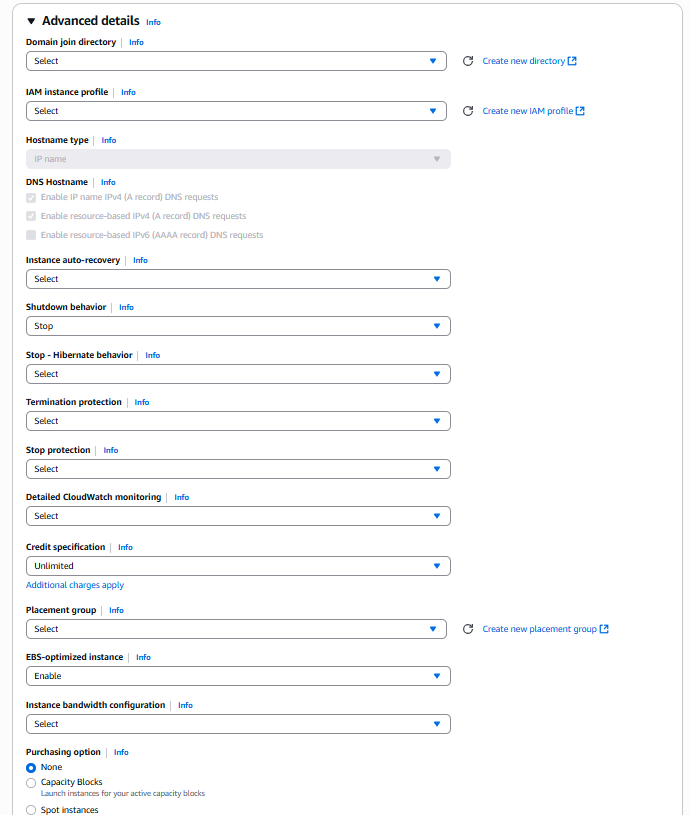 Advanced details Info
Domain join directory Info
Select
Create new directory
IAM instance profile Info
Select
Create new IAM profile
Hostname type Info
IP name
DNS Hostname Info
Enable IP name IPv4 (A record) DNS requests
Enable resource-based IPv4 (A record) DNS requests
Enable resource-based IPv6 (AAAA record) DNS requests
Instance auto-recovery Info
Select
Shutdown behavior Info
Stop
Stop - Hibernate behavior Info
Select
Termination protection Info
Select
Stop protection Info
Select
Detailed CloudWatch monitoring Info
Select
Credit specification Info
Unlimited
Additional charges apply
Placement group Info
Select
Create new placement group
EBS-optimized instance Info
Enable
Instance bandwidth configuration Info
Select
Purchasing option Info
None
Capacity Blocks
Launch instances for your active capacity blocks
Spot instances